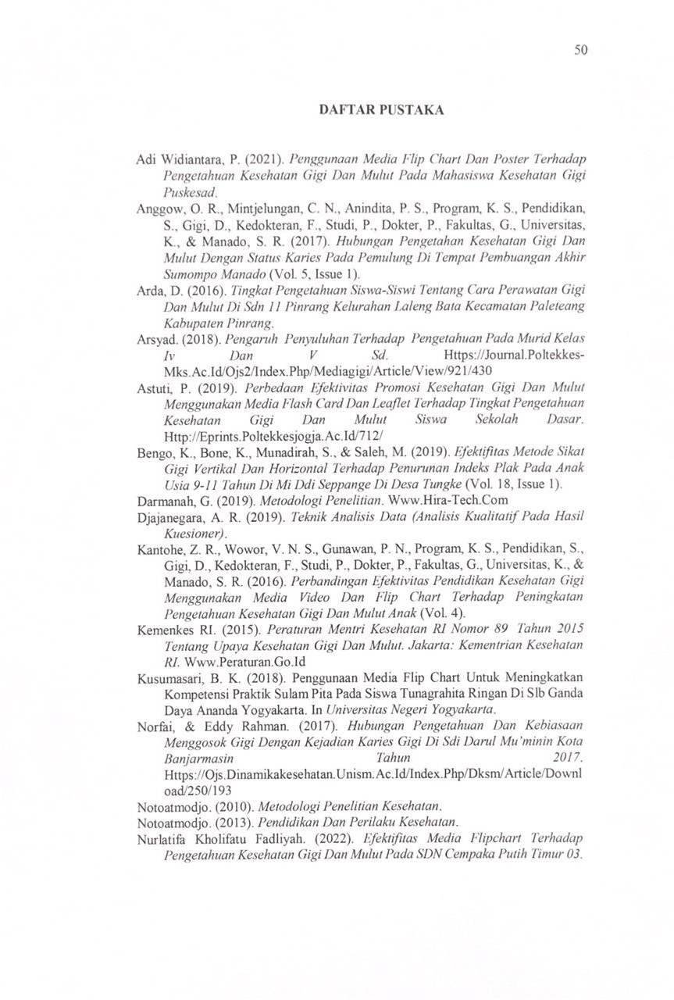 50
DAFTAR PUSTAKA
Adi Widiantara, P. (2021). Penggunaan Media Flip Chart Dan Poster Terhadap
Pengetahuan Kesehatan Gigi Dan Mulut Pada Mahasiswa Kesehatan Gigi
Puskesad.
Anggow, O. R., Mintjelungan, C. N., Anindita, P. S., Program, K. S., Pendidikan,
S., Gigi, D., Kedokteran, F., Studi, P., Dokter, P., Fakultas, G., Universitas,
K., & Manado, S. R. (2017). Hubungan Pengetahan Kesehatan Gigi Dan
Mulut Dengan Status Karies Pada Pemulung Di Tempat Pembuangan Akhir
Sumompo Manado (Vol. 5, Issue 1).
Arda, D. (2016). Tingkat Pengetahuan Siswa-Siswi Tentang Cara Perawatan Gigi
Dan Mulut Di Sdn 11 Pinrang Kelurahan Laleng Bata Kecamatan Paleteang
Kabupaten Pinrang.
Arsyad. (2018). Pengaruh Penyuluhan Terhadap Pengetahuan Pada Murid Kelas
Iv Dan V Sd. Https://Journal.Poltekkes-
Mks.Ac.Id/Ojs2/Index.Php/Mediagigi/Article/View/921/430
Astuti, P. (2019). Perbedaan Efektivitas Promosi Kesehatan Gigi Dan Mulut
Menggunakan Media Flash Card Dan Leaflet Terhadap Tingkat Pengetahuan
Kesehatan Gigi Dan Mulut Siswa Sekolah Dasar.
Http://Eprints.Poltekkesjogja.Ac.Id/712/
Bengo, K., Bone, K., Munadirah, S., & Saleh, M. (2019). Efektifitas Metode Sikat
Gigi Vertikal Dan Horizontal Terhadap Penurunan Indeks Plak Pada Anak
Usia 9-11 Tahun Di Mi Ddi Seppange Di Desa Tungke (Vol. 18, Issue 1).
Darmanah, G. (2019). Metodologi Penelitian. Www.Hira-Tech.Com
Djajanegara, A. R. (2019). Teknik Analisis Data (Analisis Kualitatif Pada Hasil
Kuesioner).
Kantohe, Z. R., Wowor, V. N. S., Gunawan, P. N., Program, K. S., Pendidikan, S.,
Gigi, D., Kedokteran, F., Studi, P., Dokter, P., Fakultas, G., Universitas, K., &
Manado, S. R. (2016). Perbandingan Efektivitas Pendidikan Kesehatan Gigi
Menggunakan Media Video Dan Flip Chart Terhadap Peningkatan
Pengetahuan Kesehatan Gigi Dan Mulut Anak (Vol. 4).
Kemenkes RI. (2015). Peraturan Mentri Kesehatan RI Nomor 89 Tahun 2015
Tentang Upaya Kesehatan Gigi Dan Mulut. Jakarta: Kementrian Kesehatan
RI. Www.Peraturan.Go.Id
Kusumasari, B. K. (2018). Penggunaan Media Flip Chart Untuk Meningkatkan
Kompetensi Praktik Sulam Pita Pada Siswa Tunagrahita Ringan Di Slb Ganda
Daya Ananda Yogyakarta. In Universitas Negeri Yogyakarta.
Norfai, & Eddy Rahman. (2017). Hubungan Pengetahuan Dan Kebiasaan
Menggosok Gigi Dengan Kejadian Karies Gigi Di Sdi Darul Mu'minin Kota
Banjarmasin Tahun 2017.
Https://Ojs.Dinamikakesehatan.Unism.Ac.Id/Index.Php/Dksm/Article/Downl
oad/250/193
Notoatmodjo. (2010). Metodologi Penelitian Kesehatan.
Notoatmodjo. (2013). Pendidikan Dan Perilaku Kesehatan.
Nurlatifa Kholifatu Fadliyah. (2022). Efektifitas Media Flipchart Terhadap
Pengetahuan Kesehatan Gigi Dan Mulut Pada SDN Cempaka Putih Timur 03.